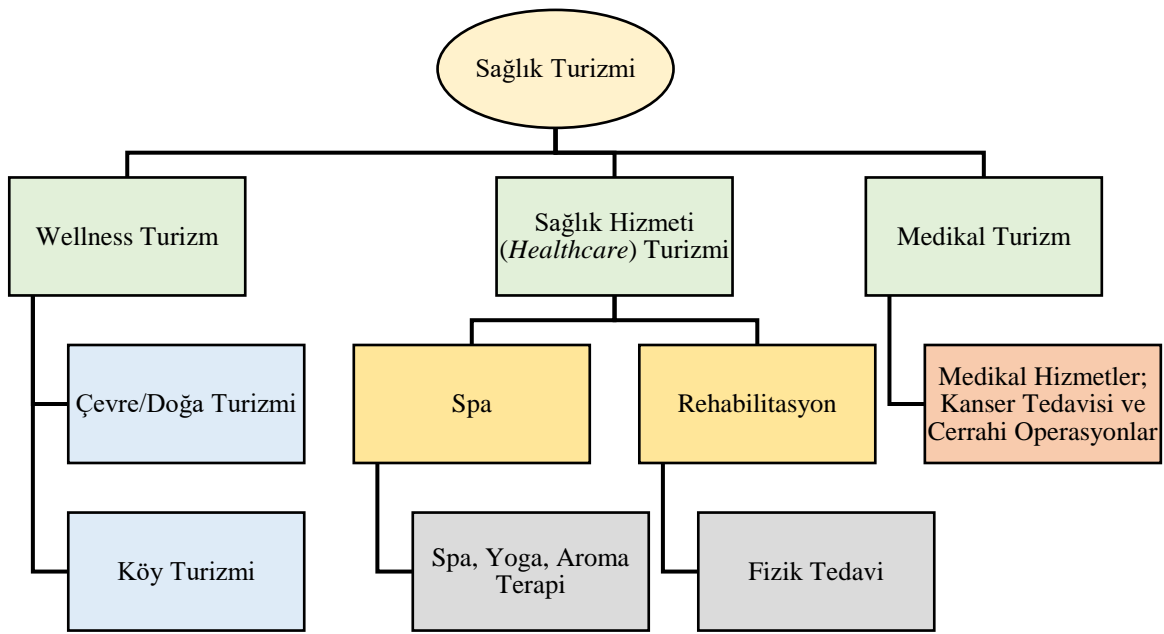 Sağlık Turizmi
Wellness Turizm
Sağlık Hizmeti
(Healthcare) Turizmi
Medikal Turizm
Çevre/Doğa Turizmi
Köy Turizmi
Spa
Spa, Yoga, Aroma
Terapi
Rehabilitasyon
Fizik Tedavi
Medikal Hizmetler;
Kanser Tedavisi ve
Cerrahi Operasyonlar